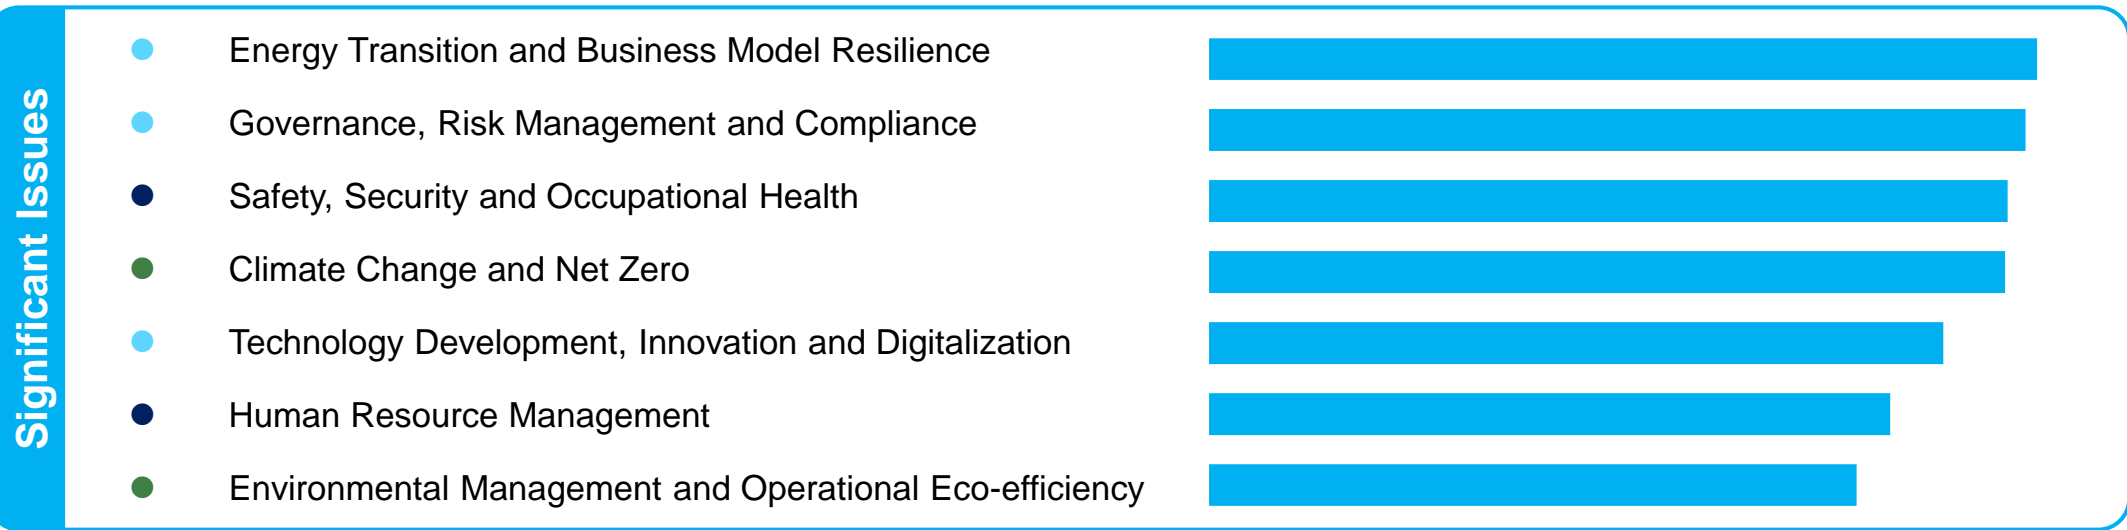 Significant Issues
Energy Transition and Business Model Resilience
Governance, Risk Management and Compliance
Safety, Security and Occupational Health
Climate Change and Net Zero
Technology Development, Innovation and Digitalization
Human Resource Management
Environmental Management and Operational Eco-efficiency